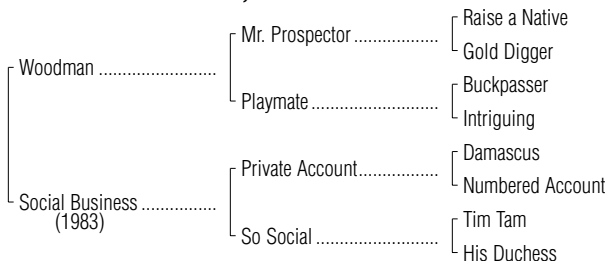 Raise a Native
Mr. Prospector ..................
Gold Digger
Woodman .........................
Buckpasser
Playmate ...........................
Intriguing
Damascus
Private Account.................
Numbered Account
Social Business ................
(1983)
Tim Tam
So Social ..........................
His Duchess